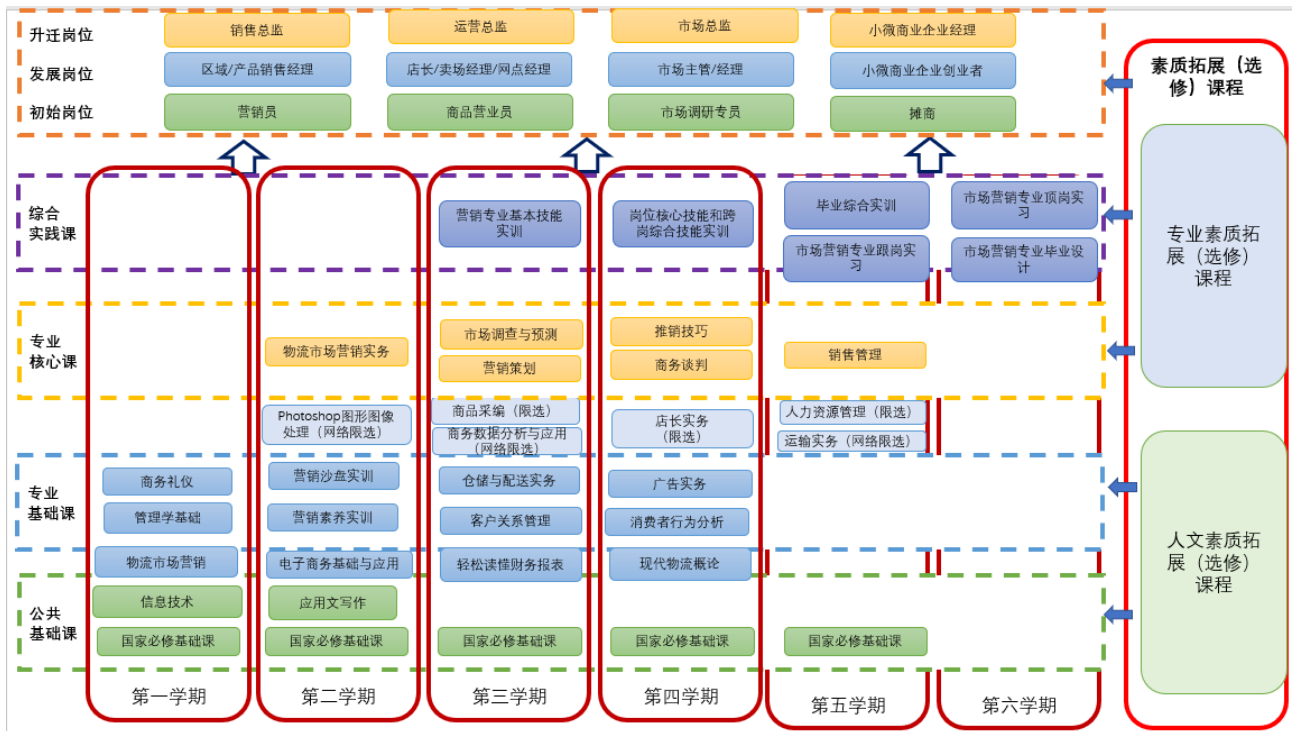 升迁岗位
销售总监
运营总监
市场总监
小微商业企业经理
发展岗位
区域/产品销售经理
店长/卖场经理/网点经理
市场主管/经理
小微商业企业创业者
初始岗位
营销员
商品营业员
市场调研专员
摊商
素质拓展（选
修）课程
专业素质拓
展（选修）
课程
人文素质拓
展（选修）
课程
综合
实践课
营销专业基本技能
实训
岗位核心技能和跨
岗综合技能实训
毕业综合实训
市场营销专业顶岗实
习
市场营销专业跟岗实
习
市场营销专业毕业设
计
专业
核心课
物流市场营销实务
市场调查与预测
营销策划
推销技巧
商务谈判
销售管理
Photoshop图形图像
处理（网络限选）
商品采编（限选）
商务数据分析与应用
（网络限选）
店长实务
（限选）
人力资源管理（限选）
运输实务（网络限选）
专业
基础课
商务礼仪
营销沙盘实训
仓储与配送实务
广告实务
管理学基础
营销素养实训
客户关系管理
消费者行为分析
物流市场营销
电子商务基础与应用
轻松读懂财务报表
现代物流概论
公共
基础课
信息技术
应用文写作
国家必修基础课
国家必修基础课
国家必修基础课
国家必修基础课
国家必修基础课
第一学期
第二学期
第三学期
第四学期
第五学期
第六学期